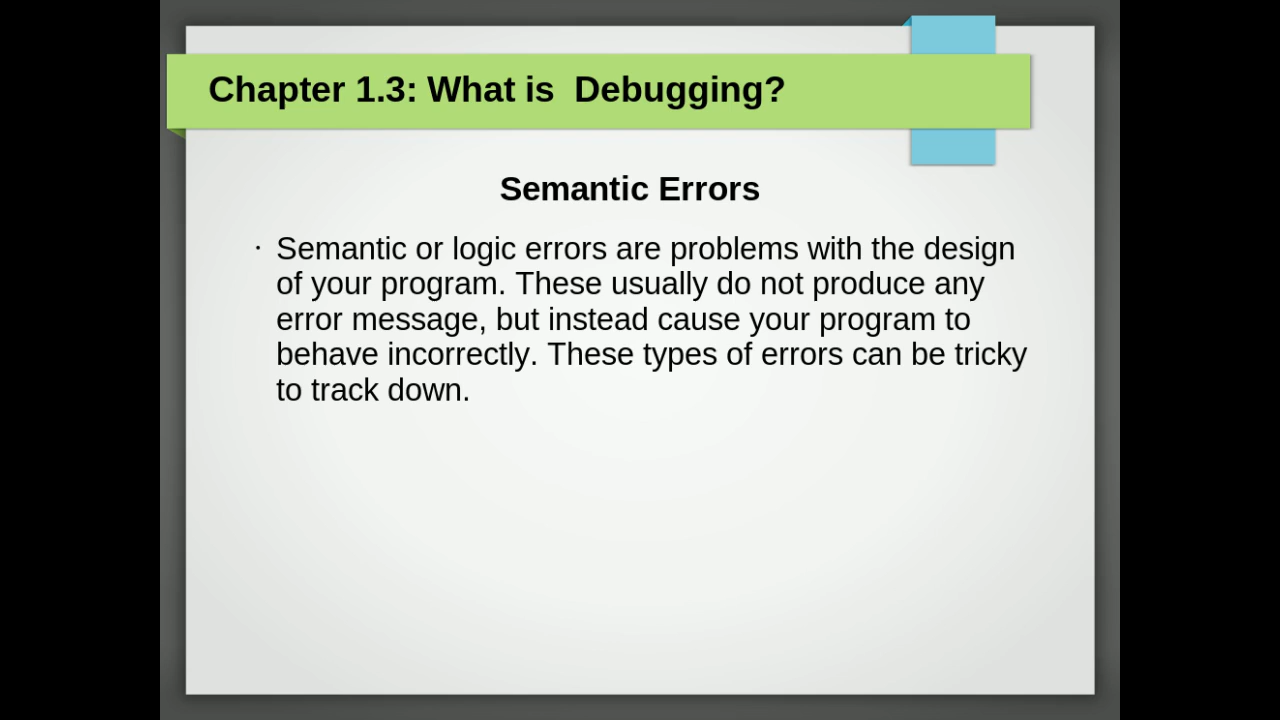 Chapter 1.3: What is  Debugging?
Semantic Errors
• Semantic or logic errors are problems with the design
of your program. These usually do not produce any
error message, but instead cause your program to
behave incorrectly. These types of errors can be tricky
to track down.